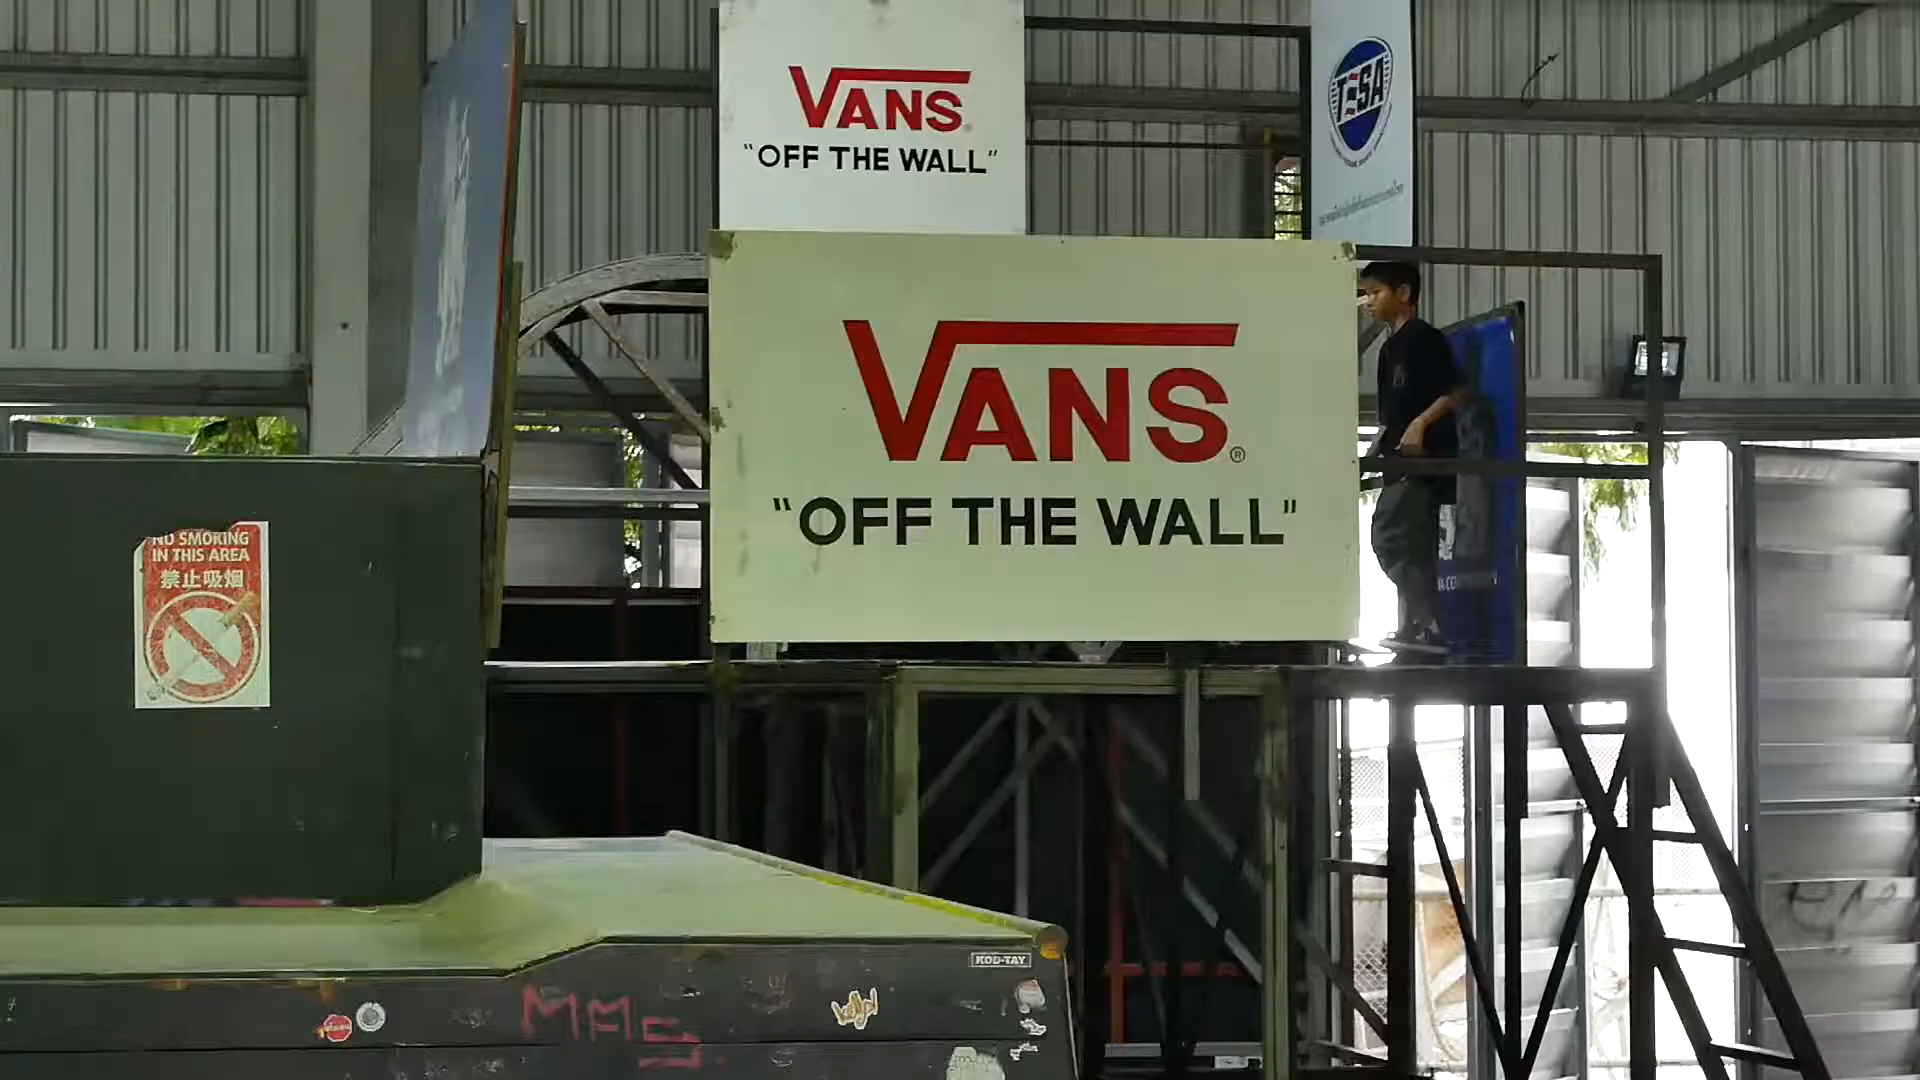 VANS
"OFF THE WALL"
TESA
VANS®
"OFF THE WALL"
NO SMOKING
IN THIS AREA
禁止吸烟
KOD-TAY